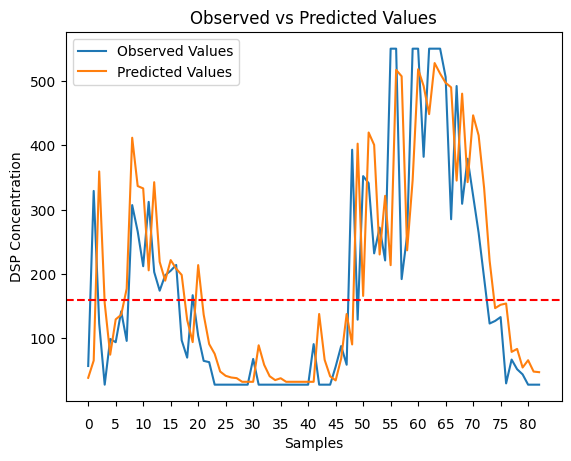 Observed vs Predicted Values
Observed Values
Predicted Values
DSP Concentration
500
400
300
200
100
0 5 10 15 20 25 30 35 40 45 50 55 60 65 70 75 80
Samples